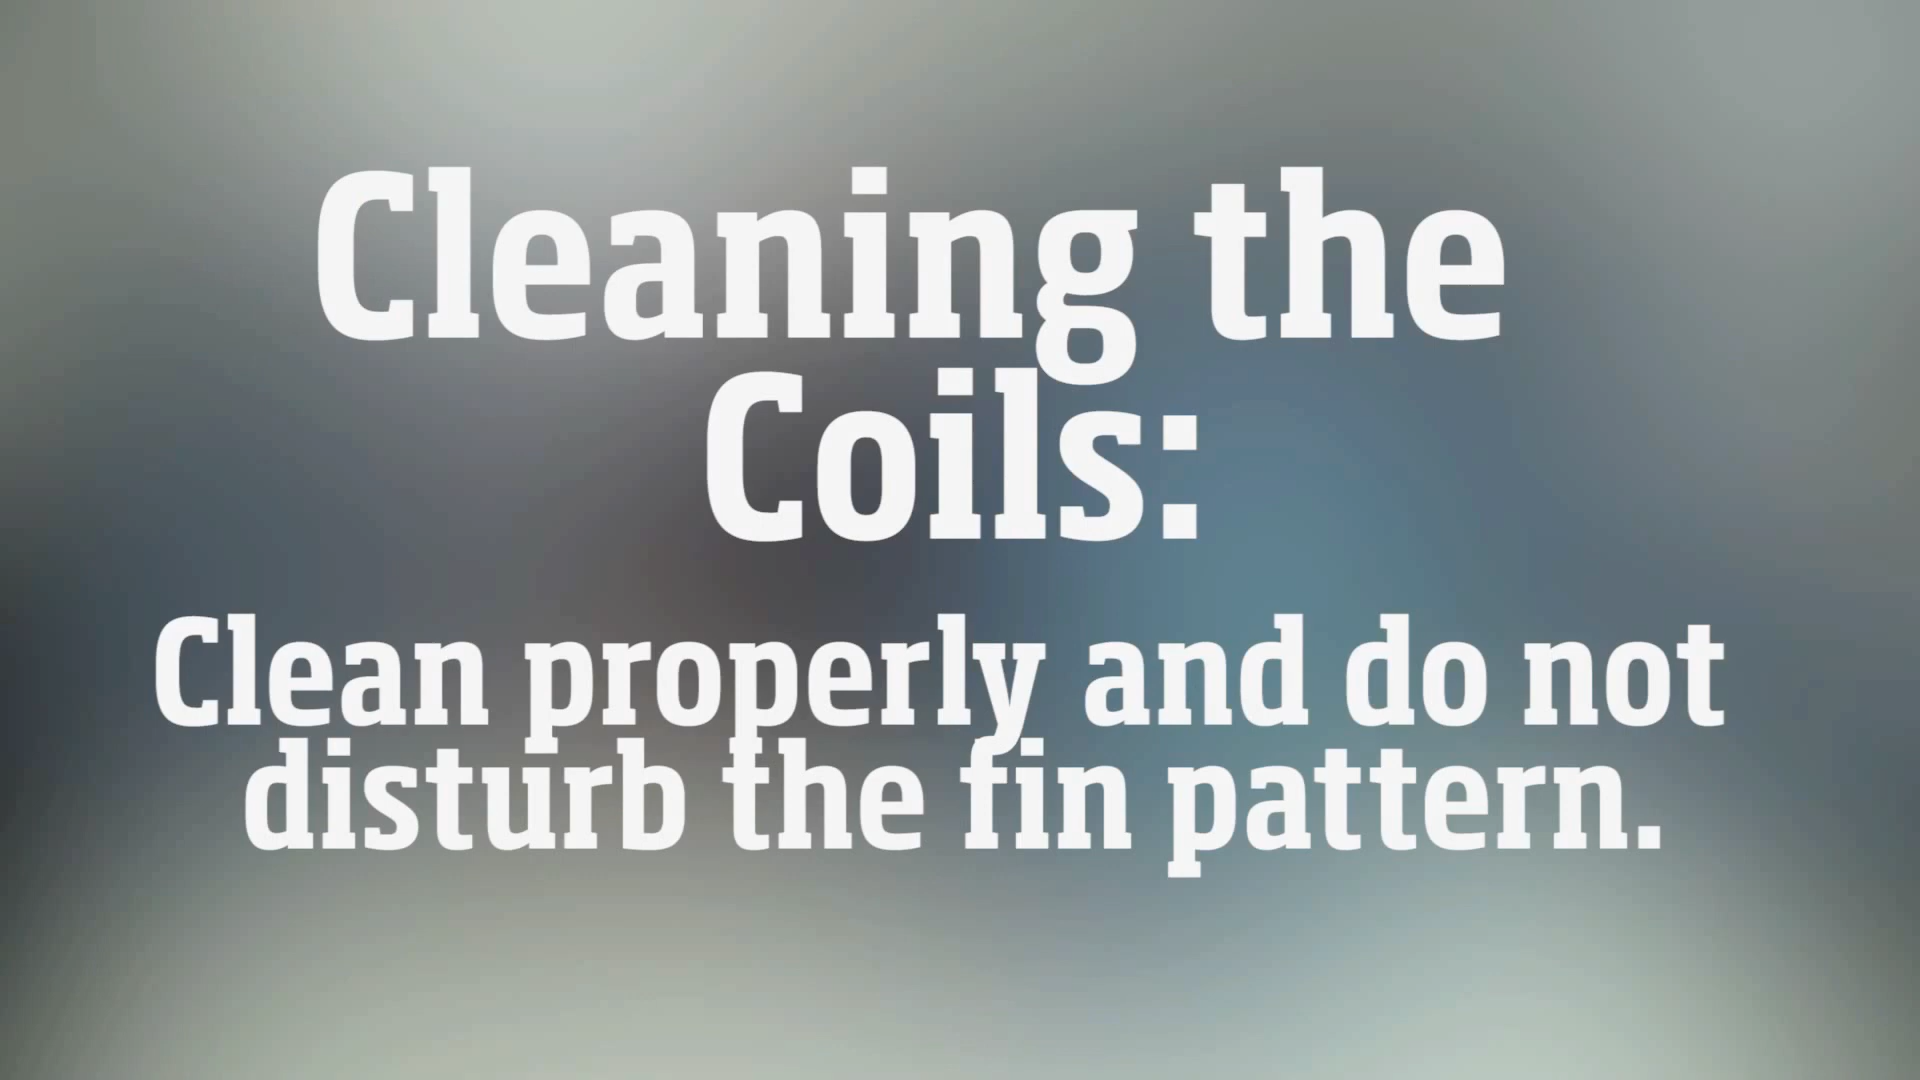 Cleaning the
Coils:
Clean properly and do not
disturb the fin pattern.